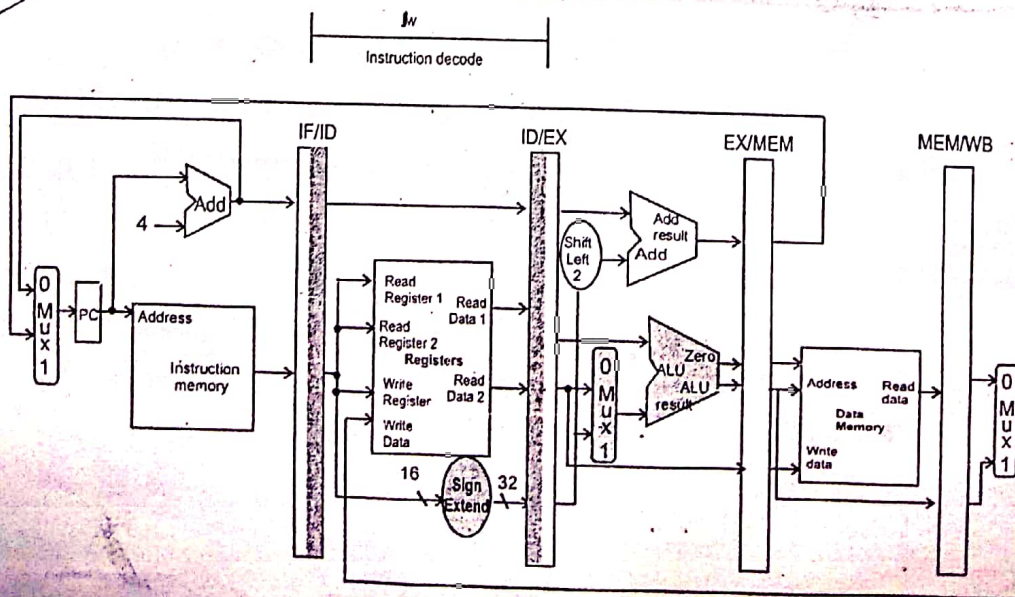 lw
Instruction decode
IF/ID
ID/EX
EX/MEM
MEM/WB
Add
4
Shift
Left
2
Add
result
Add
0
M
u
x
1
PC
Address
Instruction
memory
Read
Register 1
Read
Data 1
Read
Register 2
Registers
Write
Register
Read
Data 2
Write
Data
16
Sign
Extend
32
0
M
u
x
1
Zero
ALU
ALU
result
Address
Read
data
Data
Memory
Write
data
0
M
u
x
1